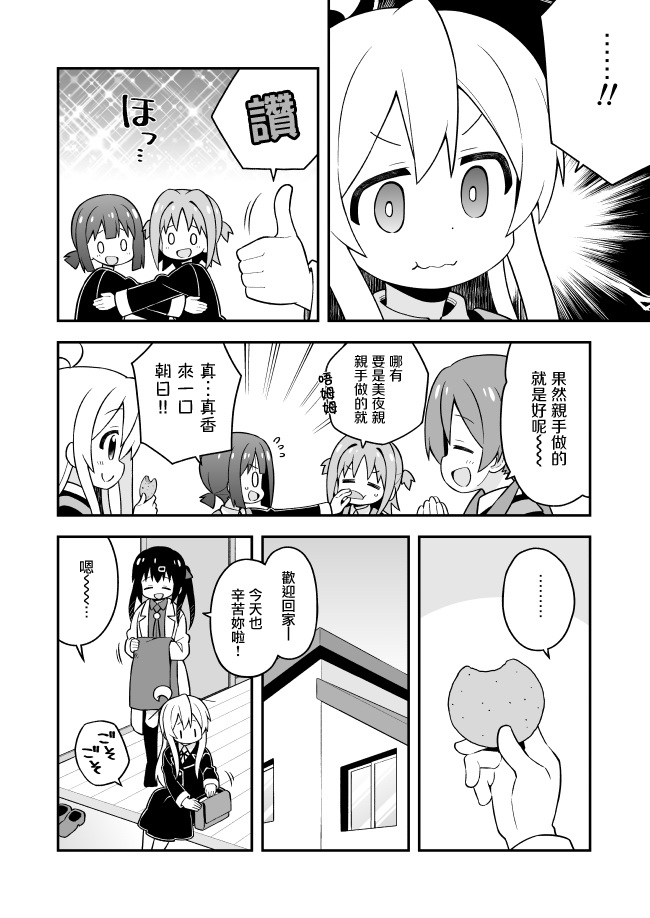 ……!!
讚
ほっ…
果然親手做的
就是好呢~~~
哪有
要是美夜親
親手做的就
唔姆姆
真…真香
來一口
朝日!!
………
歡迎回家─
今天也
辛苦妳啦!
嗯~~~…
ごそ
ごそ